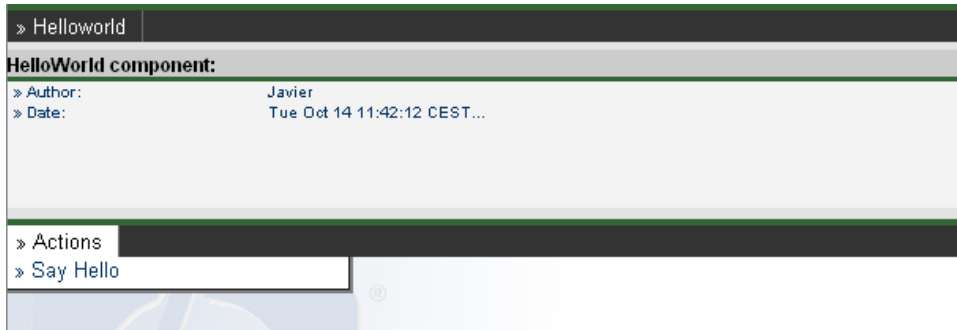 » Helloworld
HelloWorld component:
» Author: Javier
» Date: Tue Oct 14 11:42:12 CEST...
» Actions
» Say Hello
®